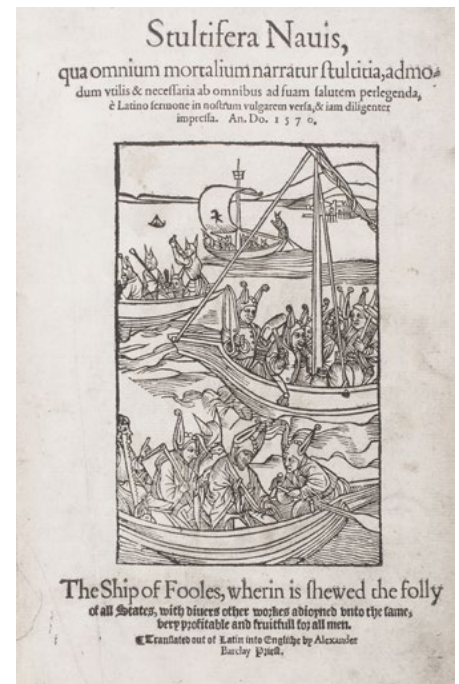 Stultifera Nauis,
qua omnium mortalium narratur ſtultitia, admo⸗
dum vtilis & neceſſaria ab omnibus ad ſuam ſalutem perlegenda,
è Latino ſermone in noſtrum vulgarem verſa, & iam diligenter
impreſſa. An. Do. 1570.
The Ship of Fooles, wherin is ſhewed the folly
of all States, with diuers other workes adioyned vnto the ſame,
very profitable and fruitfull for all men.
¶Tranſlated out of Latin into Engliſhe by Alexander
Barclay Prieſt.